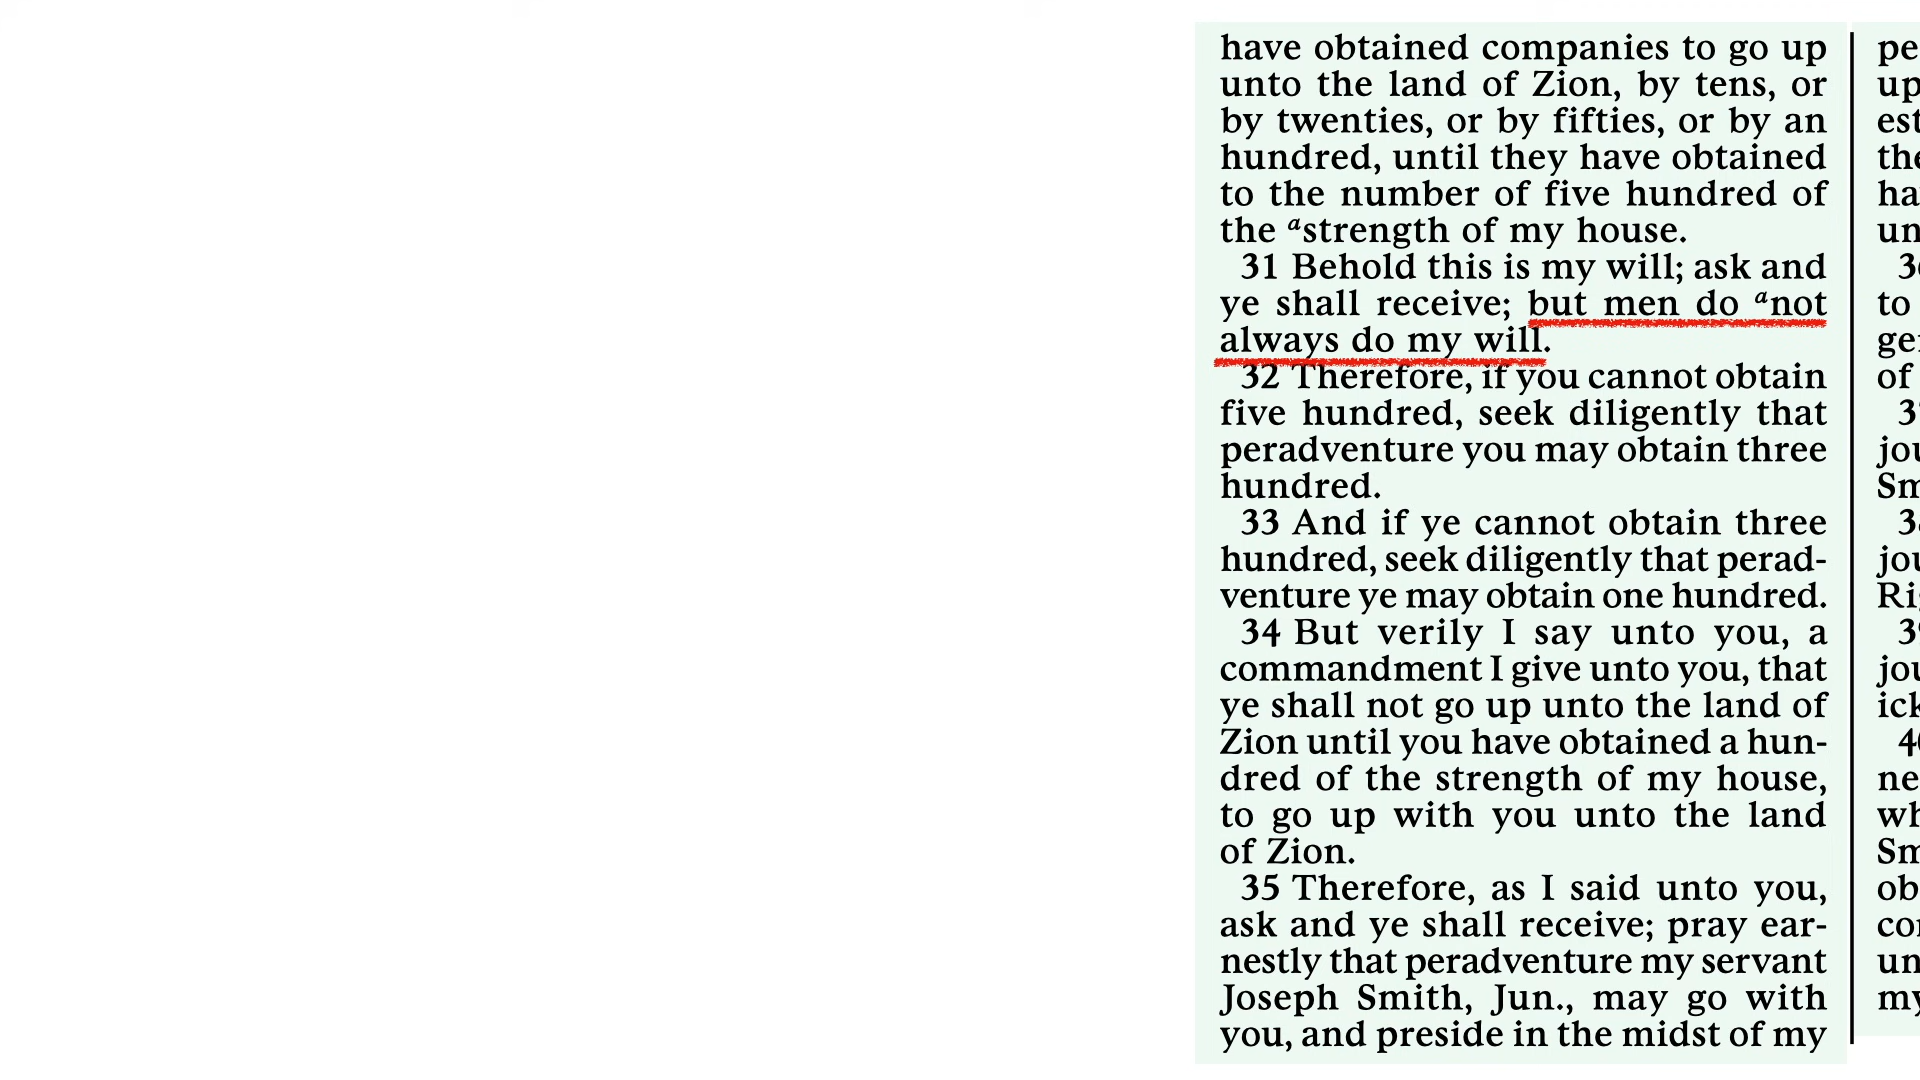 have obtained companies to go up
unto the land of Zion, by tens, or
by twenties, or by fifties, or by an
hundred, until they have obtained
to the number of five hundred of
the astrength of my house.
31 Behold this is my will; ask and
ye shall receive; but men do anot
always do my will.
32 Therefore, if you cannot obtain
five hundred, seek diligently that
peradventure you may obtain three
hundred.
33 And if ye cannot obtain three
hundred, seek diligently that perad-
venture ye may obtain one hundred.
34 But verily I say unto you, a
commandment I give unto you, that
ye shall not go up unto the land of
Zion until you have obtained a hun-
dred of the strength of my house,
to go up with you unto the land
of Zion.
35 Therefore, as I said unto you,
ask and ye shall receive; pray ear-
nestly that peradventure my servant
Joseph Smith, Jun., may go with
you, and preside in the midst of my
to
of